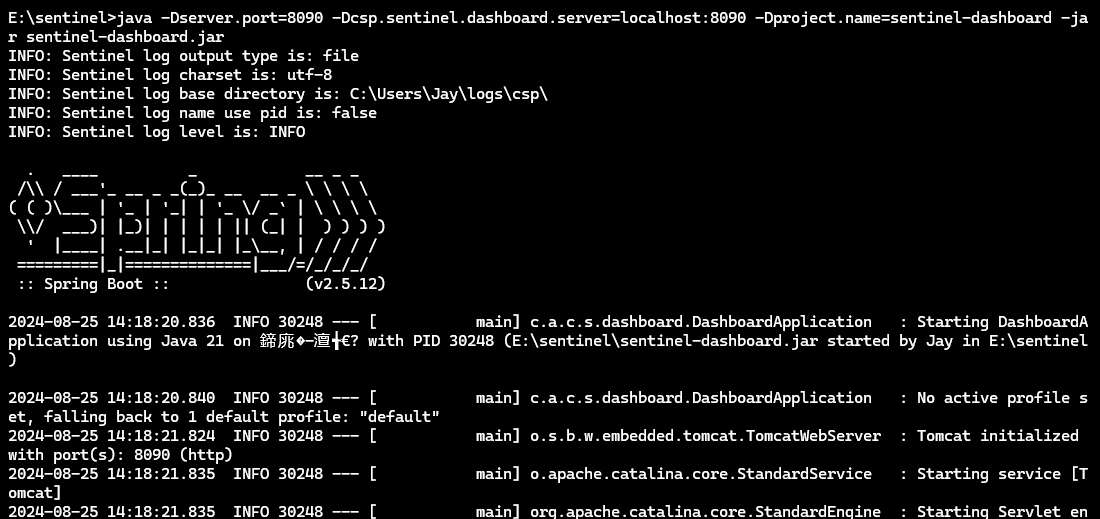 E:\sentinel>java -Dserver.port=8090 -Dcsp.sentinel.dashboard.server=localhost:8090 -Dproject.name=sentinel-dashboard -ja
r sentinel-dashboard.jar
INFO: Sentinel log output type is: file
INFO: Sentinel log charset is: utf-8
INFO: Sentinel log base directory is: C:\Users\Jay\logs\csp\
INFO: Sentinel log name use pid is: false
INFO: Sentinel log level is: INFO
  .   ____          _            __ _ _
 /\\ / ___'_ __ _ _(_)_ __  __ _ \ \ \ \
( ( )\___ | '_ | '_| | '_ \/ _` | \ \ \ \
 \\/  ___)| |_)| | | | | || (_| |  ) ) ) )
  '  |____| .__|_| |_|_| |_\__, | / / / /
 =========|_|==============|___/=/_/_/_/
 :: Spring Boot ::               (v2.5.12)
2024-08-25 14:18:20.836  INFO 30248 --- [           main] c.a.c.s.dashboard.DashboardApplication   : Starting DashboardA
pplication using Java 21 on with PID 30248 (E:\sentinel\sentinel-dashboard.jar started by Jay in E:\sentinel
)
2024-08-25 14:18:20.840  INFO 30248 --- [           main] c.a.c.s.dashboard.DashboardApplication   : No active profile s
et, falling back to 1 default profile: "default"
2024-08-25 14:18:21.824  INFO 30248 --- [           main] o.s.b.w.embedded.tomcat.TomcatWebServer  : Tomcat initialized
with port(s): 8090 (http)
2024-08-25 14:18:21.835  INFO 30248 --- [           main] o.apache.catalina.core.StandardService   : Starting service [T
omcat]
2024-08-25 14:18:21.835  INFO 30248 --- [           main] org.apache.catalina.core.StandardEngine  : Starting Servlet en